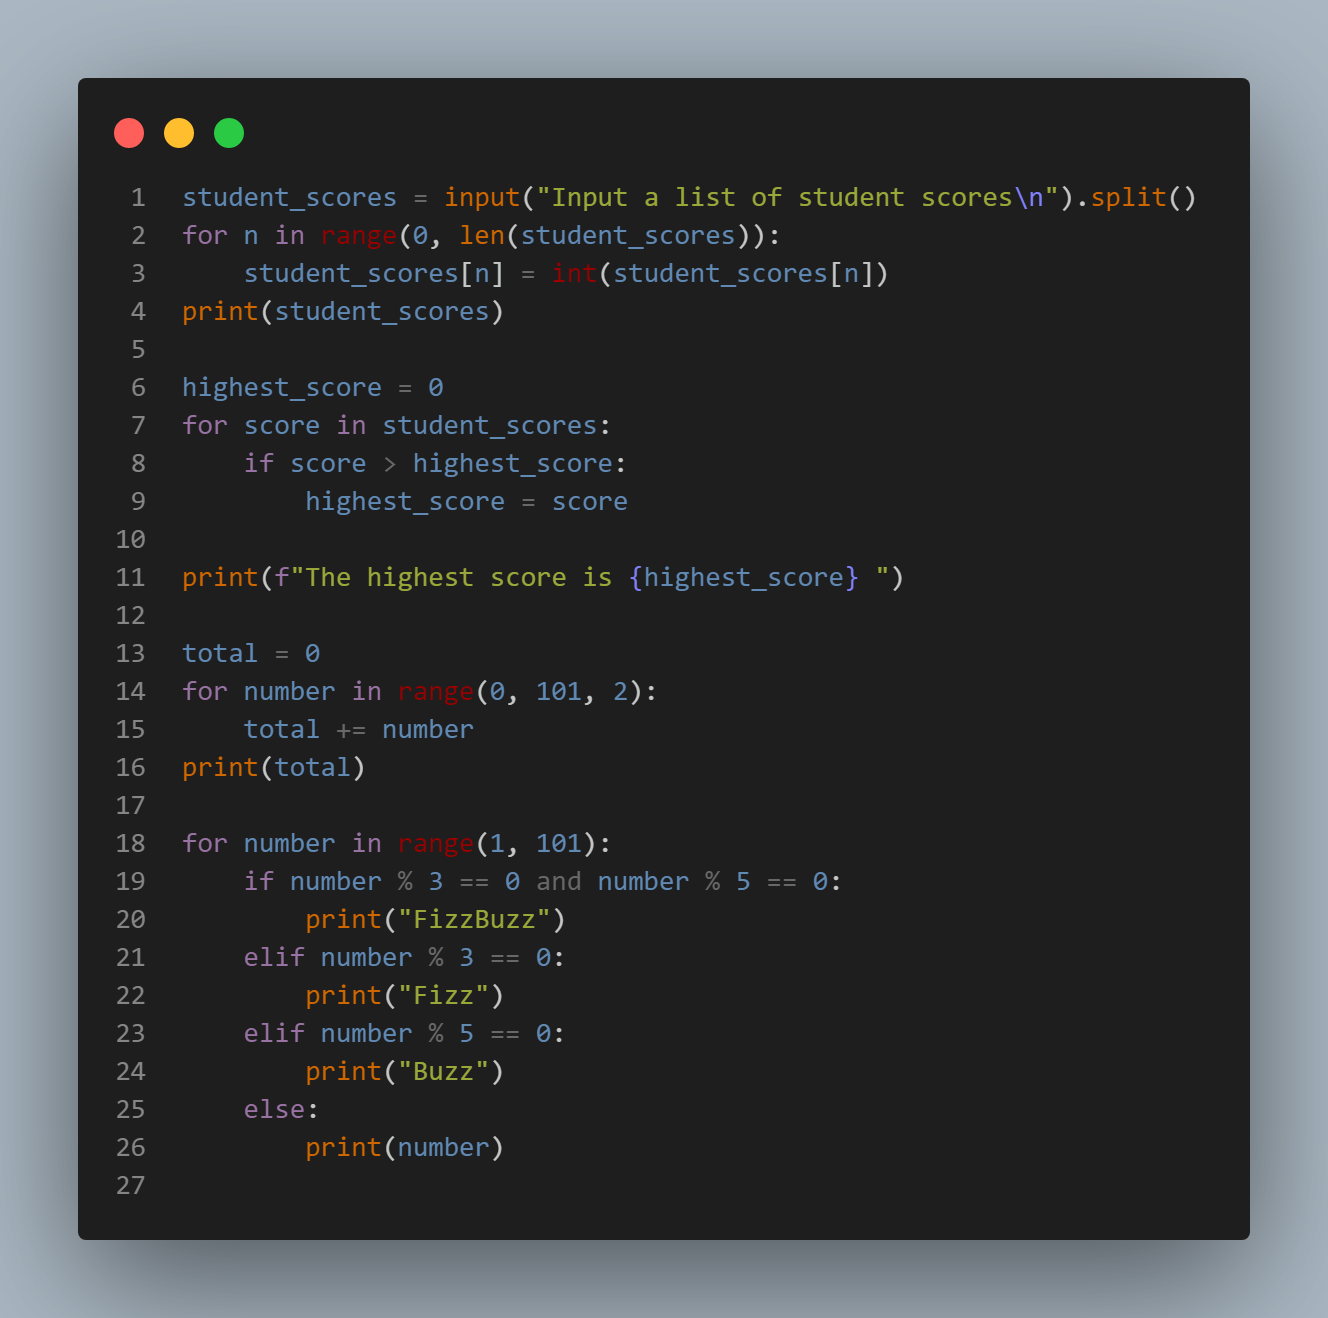 1 student_scores = input("Input a list of student scores\n").split()
2 for n in range(0, len(student_scores)):
3     student_scores[n] = int(student_scores[n])
4 print(student_scores)
5
6 highest_score = 0
7 for score in student_scores:
8     if score > highest_score:
9         highest_score = score
10
11 print(f"The highest score is {highest_score} ")
12
13 total = 0
14 for number in range(0, 101, 2):
15     total += number
16 print(total)
17
18 for number in range(1, 101):
19     if number % 3 == 0 and number % 5 == 0:
20         print("FizzBuzz")
21     elif number % 3 == 0:
22         print("Fizz")
23     elif number % 5 == 0:
24         print("Buzz")
25     else:
26         print(number)
27